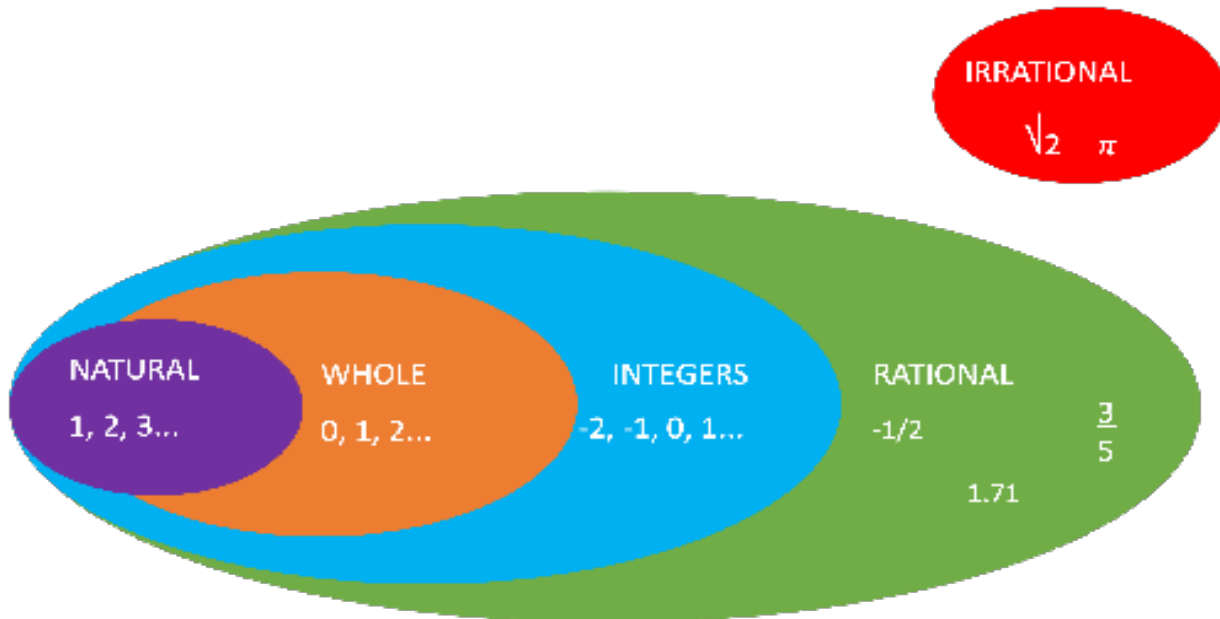 IRRATIONAL
√2 π
NATURAL
1, 2, 3...
WHOLE
0, 1, 2...
INTEGERS
-2, -1, 0, 1...
RATIONAL
-1/2
3
5
1.71